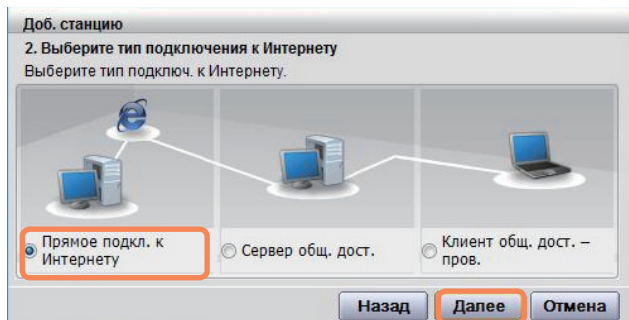 Доб. станцию
2. Выберите тип подключения к Интернету
Выберите тип подключ. к Интернету.
Прямое подкл. к
Интернету
Сервер общ. дост.
Клиент общ. дост. –
пров.
Назад Далее Отмена